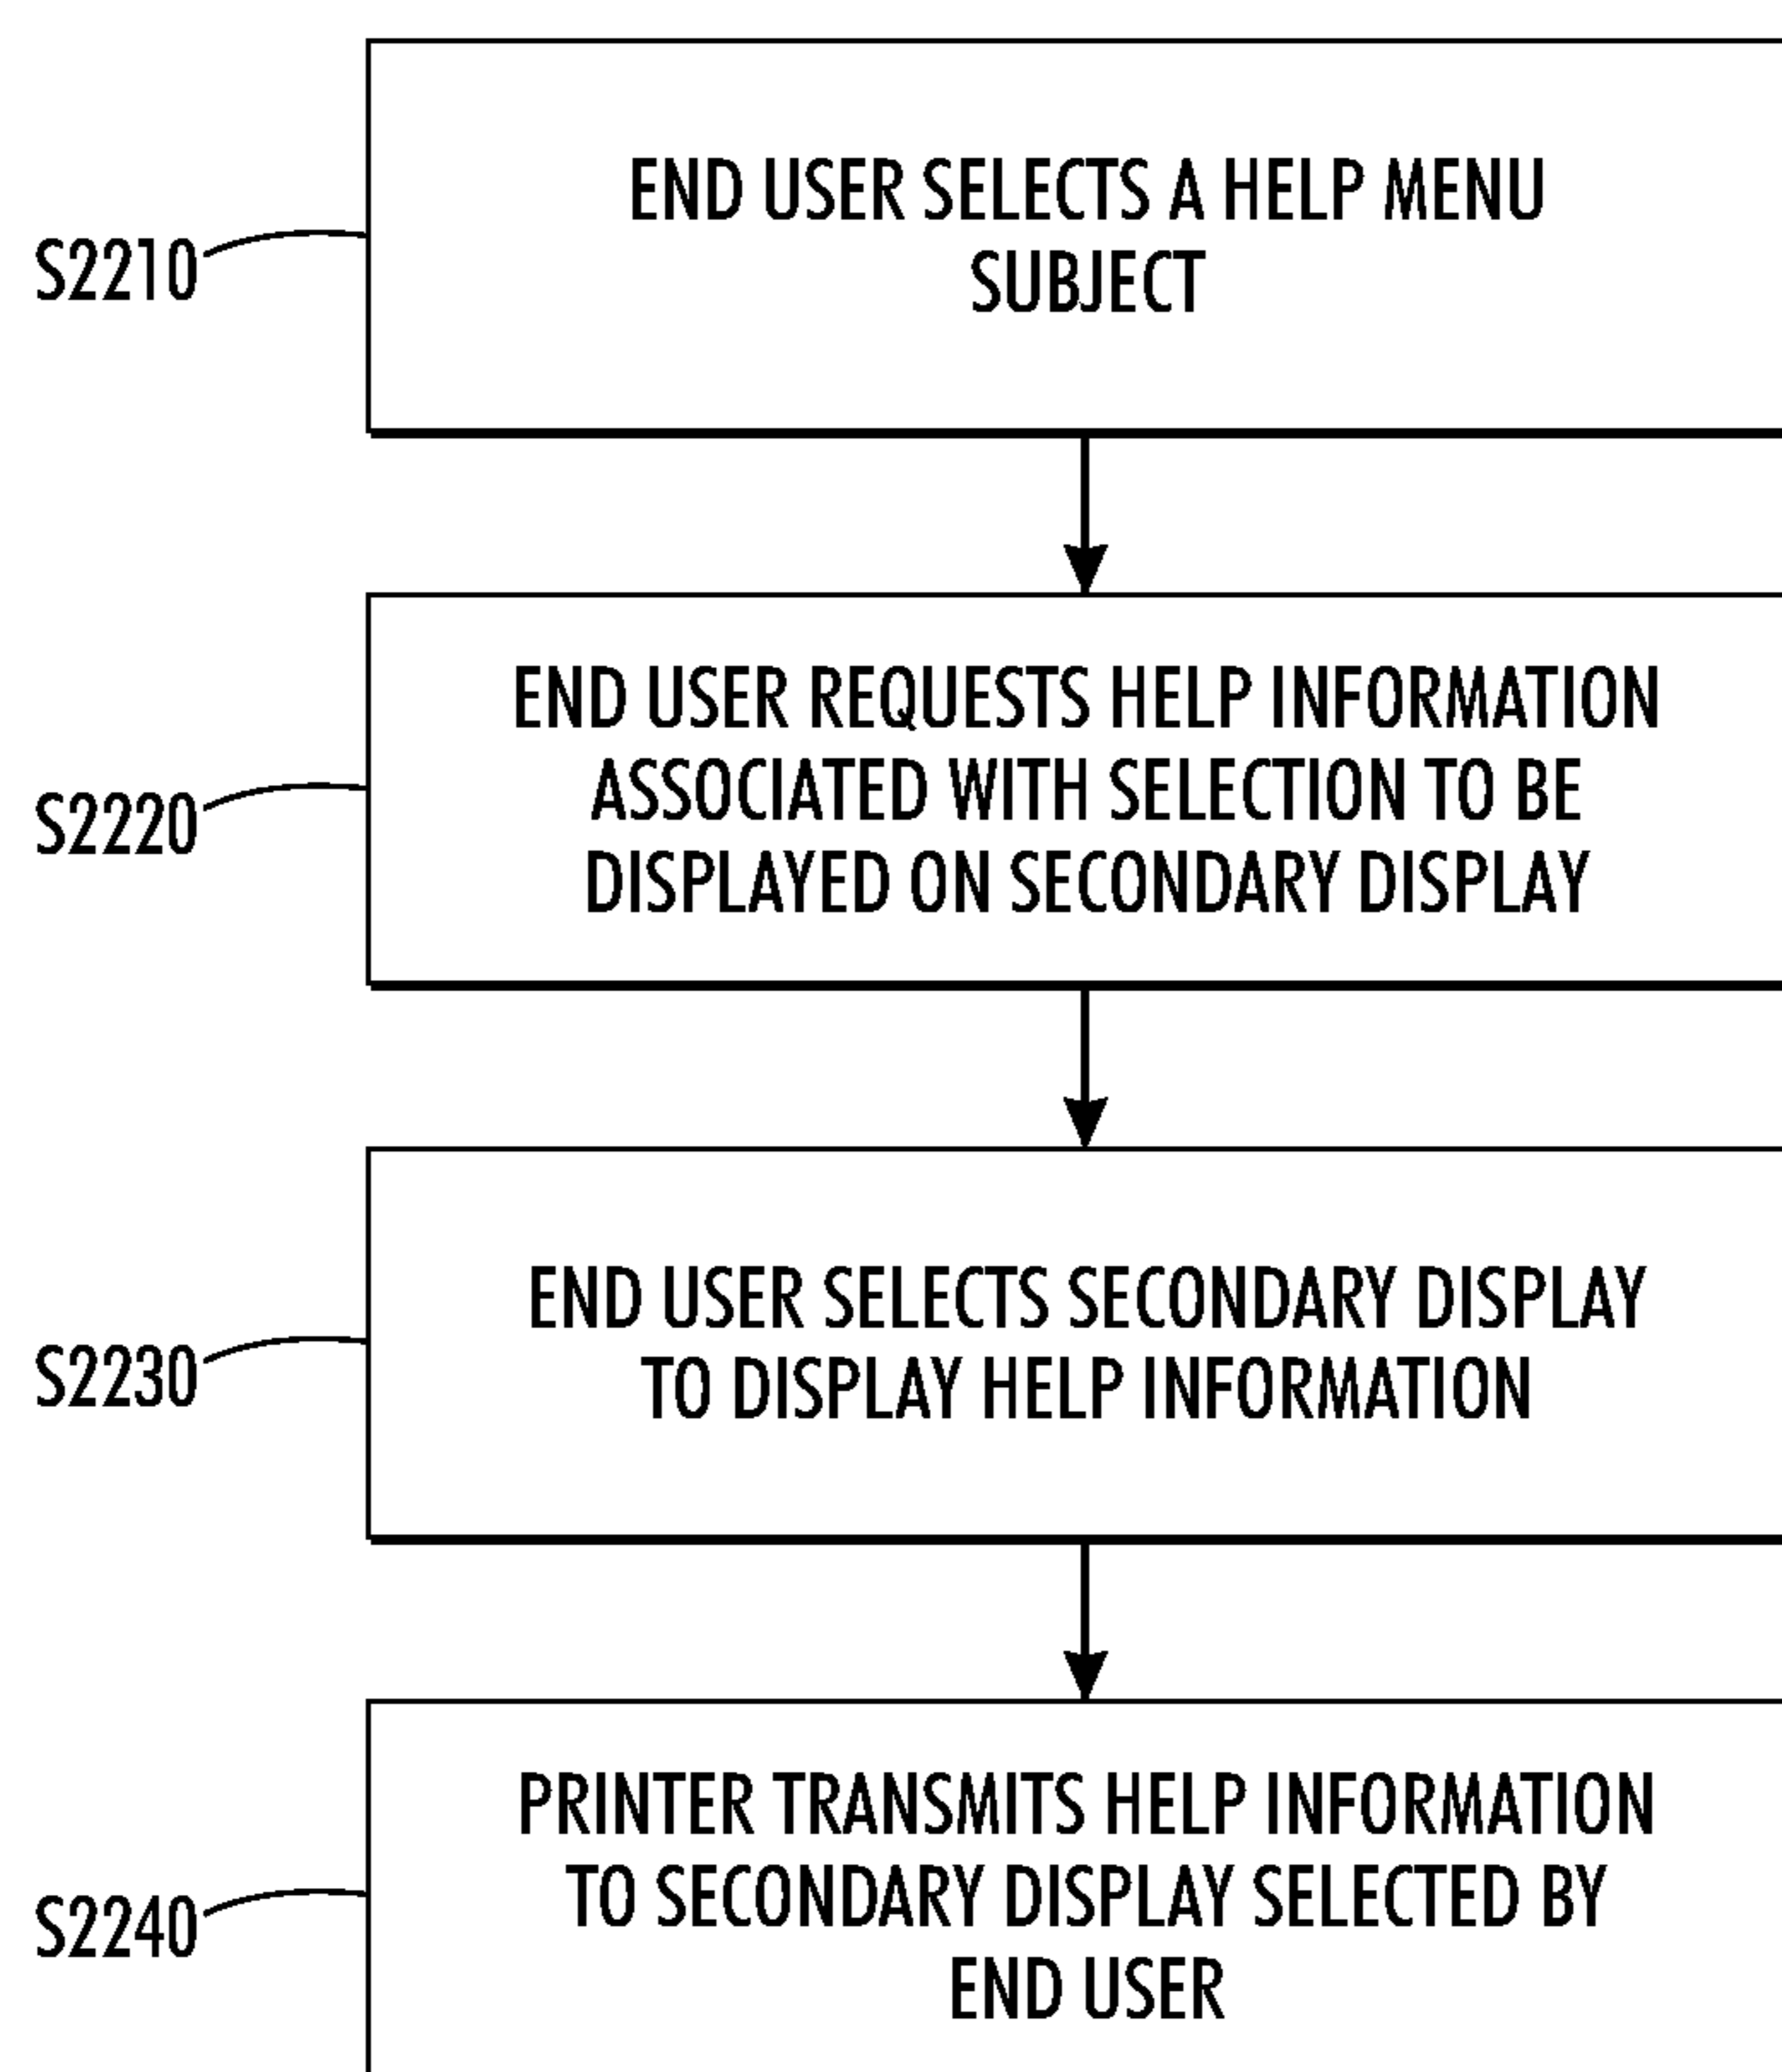 END USER SELECTS A HELP MENU
SUBJECT
S2210
END USER REQUESTS HELP INFORMATION
ASSOCIATED WITH SELECTION TO BE
DISPLAYED ON SECONDARY DISPLAY
S2220
END USER SELECTS SECONDARY DISPLAY
TO DISPLAY HELP INFORMATION
S2230
PRINTER TRANSMITS HELP INFORMATION
TO SECONDARY DISPLAY SELECTED BY
END USER
S2240